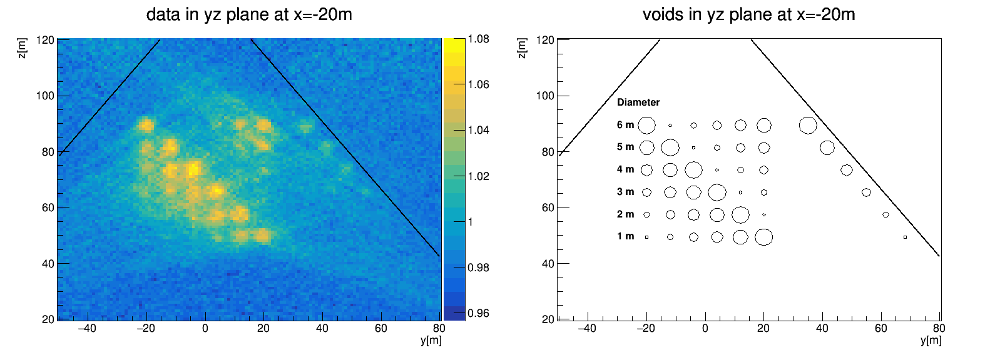 data in yz plane at x=-20m
z[m]
120
100
80
60
40
20
−40
−20
0
20
40
60
80
y[m]
1.08
1.06
1.04
1.02
1
0.98
0.96
voids in yz plane at x=-20m
z[m]
120
100
80
60
40
20
Diameter
6 m
5 m
4 m
3 m
2 m
1 m
−40
−20
0
20
40
60
80
y[m]